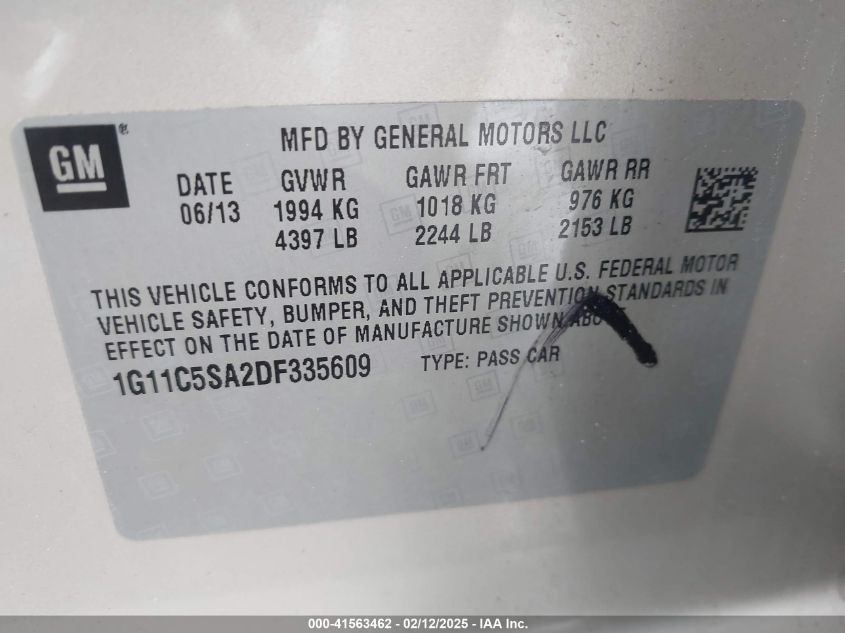 GM ®
MFD BY GENERAL MOTORS LLC
DATE GVWR GAWR FRT GAWR RR
06/13 1994 KG 1018 KG 976 KG
4397 LB 2244 LB 2153 LB
THIS VEHICLE CONFORMS TO ALL APPLICABLE U.S. FEDERAL MOTOR
VEHICLE SAFETY, BUMPER, AND THEFT PREVENTION STANDARDS IN
EFFECT ON THE DATE OF MANUFACTURE SHOWN
1G11C5SA2DF335609 TYPE: PASS CAR
000-41563462 - 02/12/2025 - IAA Inc.